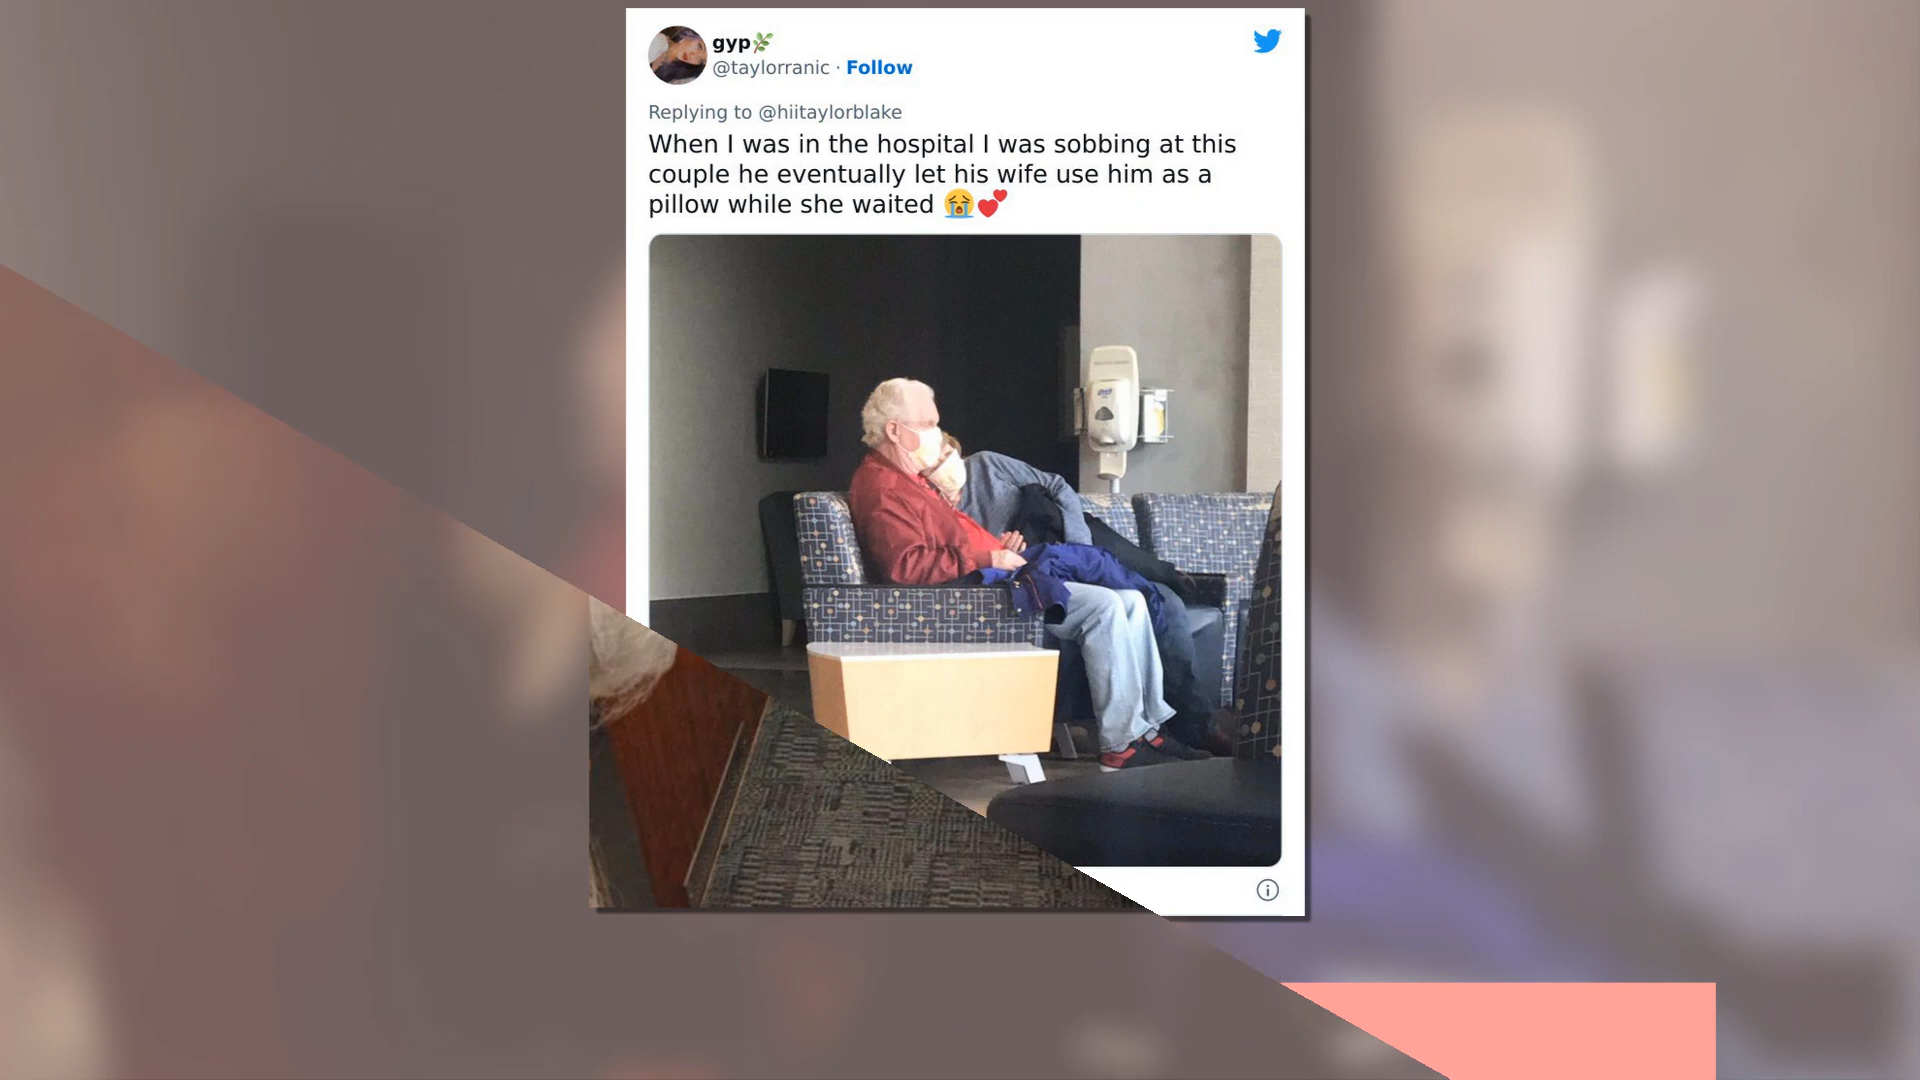 gyp🌿
@taylorranic · Follow
Replying to @hiitaylorblake
When I was in the hospital I was sobbing at this
couple he eventually let his wife use him as a
pillow while she waited 😭💕